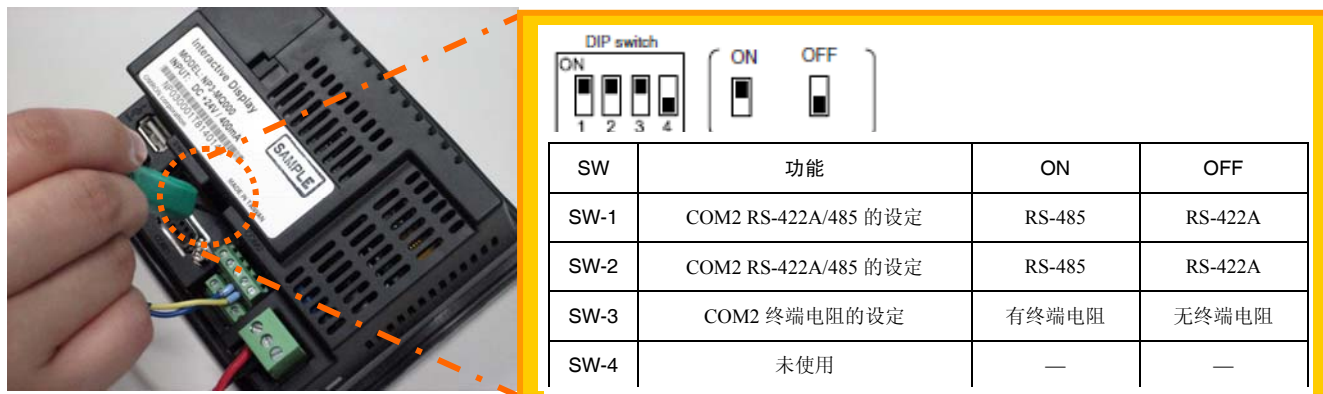 Interactive Display
MODEL: NP3-MQ000
INPUT: DC +24V / 400mA
OMRON Corporation
SAMPLE
MADE IN TAIWAN
DIP switch
ON
1 2 3 4
ON OFF
SW 功能 ON OFF
SW-1 COM2 RS-422A/485 的设定 RS-485 RS-422A
SW-2 COM2 RS-422A/485 的设定 RS-485 RS-422A
SW-3 COM2 终端电阻的设定 有终端电阻 无终端电阻
SW-4 未使用 — —